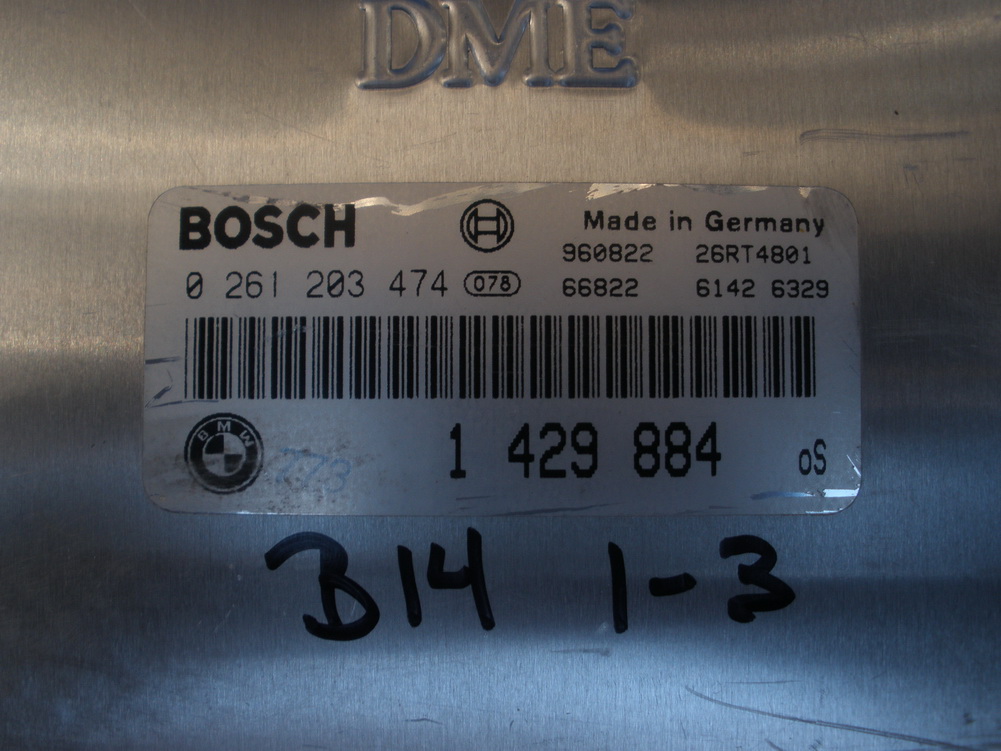 DME
BOSCH Made in Germany
960822 26RT4801
0 261 203 474 078 66822 6142 6329
BMW 773 1 429 884 oS
B14 1-3